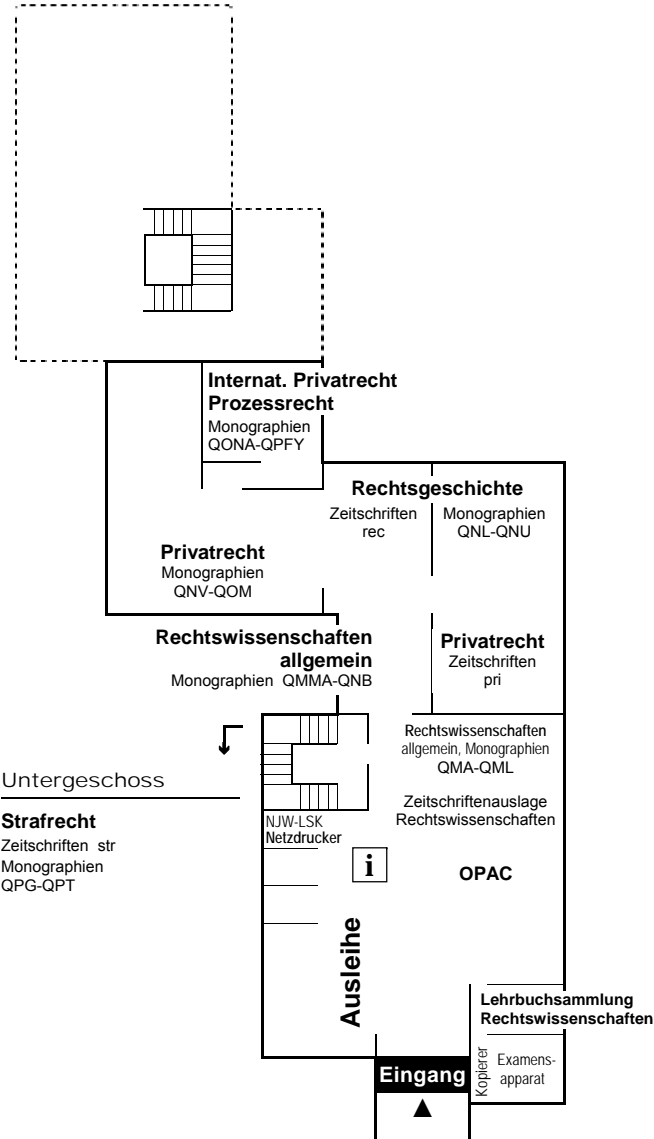 Internat. Privatrecht
Prozessrecht
Monographien
QONA-QPFY
Rechtsgeschichte
Zeitschriften
rec
Monographien
QNL-QNU
Privatrecht
Monographien
QNV-QOM
Rechtswissenschaften
allgemein
Monographien QMMA-QNB
Privatrecht
Zeitschriften
pri
Rechtswissenschaften
allgemein, Monographien
QMA-QML
Zeitschriftenauslage
Rechtswissenschaften
Untergeschoss
Strafrecht
Zeitschriften str
Monographien
QPG-QPT
NJW-LSK
Netzdrucker
i
OPAC
Ausleihe
Lehrbuchsammlung
Rechtswissenschaften
Kopierer
Examens-
apparat
Eingang